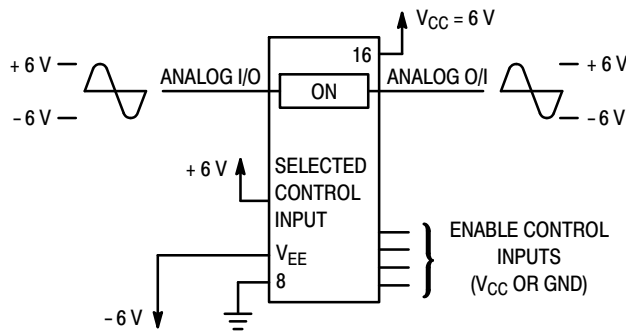 V_CC = 6 V
16
+ 6 V
− 6 V
ANALOG I/O
ON
ANALOG O/I
+ 6 V
− 6 V
+ 6 V
SELECTED
CONTROL
INPUT
V_EE
8
− 6 V
ENABLE CONTROL
INPUTS
(V_CC OR GND)